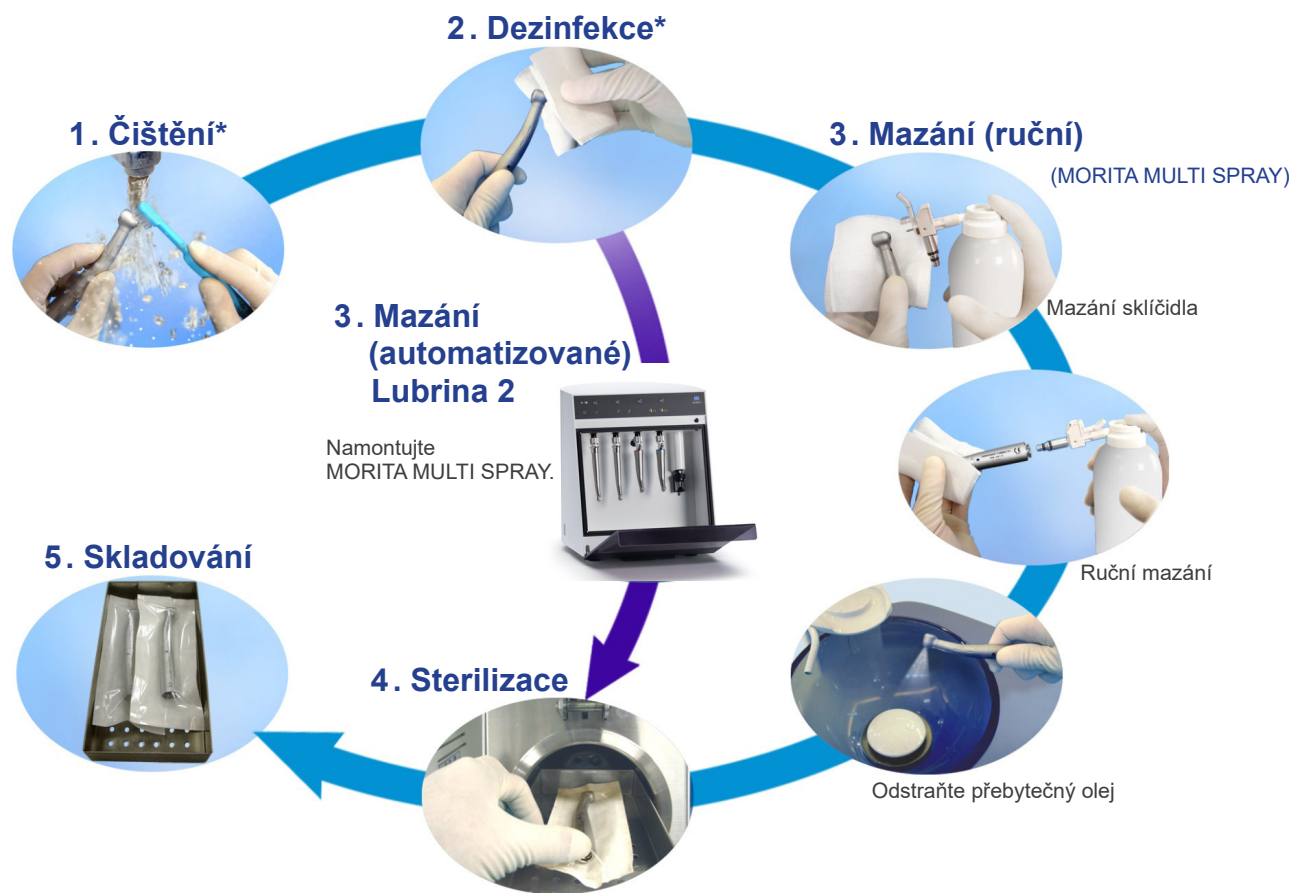 1. Čištění*
2. Dezinfekce*
3. Mazání (ruční)
(MORITA MULTI SPRAY)
Mazání sklíčidla
Ruční mazání
Odstraňte přebytečný olej
3. Mazání
(automatizované)
Lubrina 2
Namontujte
MORITA MULTI SPRAY.
4. Sterilizace
5. Skladování